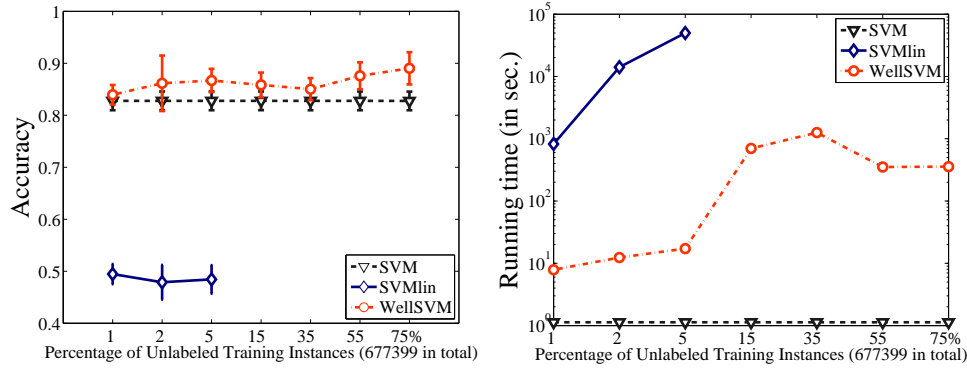 1
0.9
0.8
0.7
0.6
0.5
0.4
Accuracy
SVM
SVMlin
WellSVM
1 2 5 15 35 55 75%
Percentage of Unlabeled Training Instances (677399 in total)
10^5
10^4
10^3
10^2
10^1
10^0
Running time (in sec.)
SVM
SVMlin
WellSVM
1 2 5 15 35 55 75%
Percentage of Unlabeled Training Instances (677399 in total)